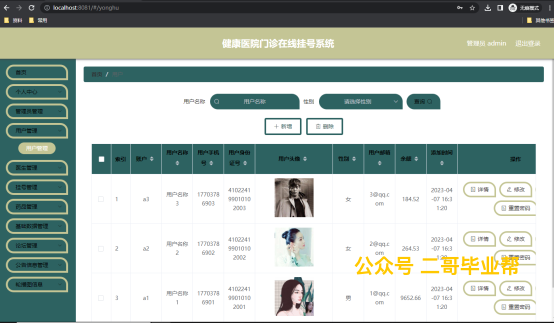 localhost:8081/#/yonghu
无痕模式
应用
清空
常用
其他书签
健康医院门诊在线挂号系统
管理员 admin
退出登录
首页
个人中心
管理员管理
用户管理
用户管理
医生管理
挂号管理
药品管理
基础数据管理
论坛管理
公告信息管理
轮播图信息
首页 /
用户名称 用户名称 性别 请选择性别 查询
+ 新增 删除
索引 账户 用户名称 用户手机号 用户身份证号 用户头像 性别 用户邮箱 余额 添加时间 操作
1 a3 用户名称3 17703786903 410224199010102003 女 3@qq.com 184.52 2023-04-07 16:31:20 详情 修改 重置密码
2 a2 用户名称2 17703786902 410224199010102002 女 2@qq.com 264.53 2023-04-07 16:31:20 详情 修改 重置密码
3 a1 用户名称1 17703786901 410224199010102001 男 1@qq.com 9652.66 2023-04-07 16:31:20 详情 修改 重置密码
公众号 二哥毕业帮